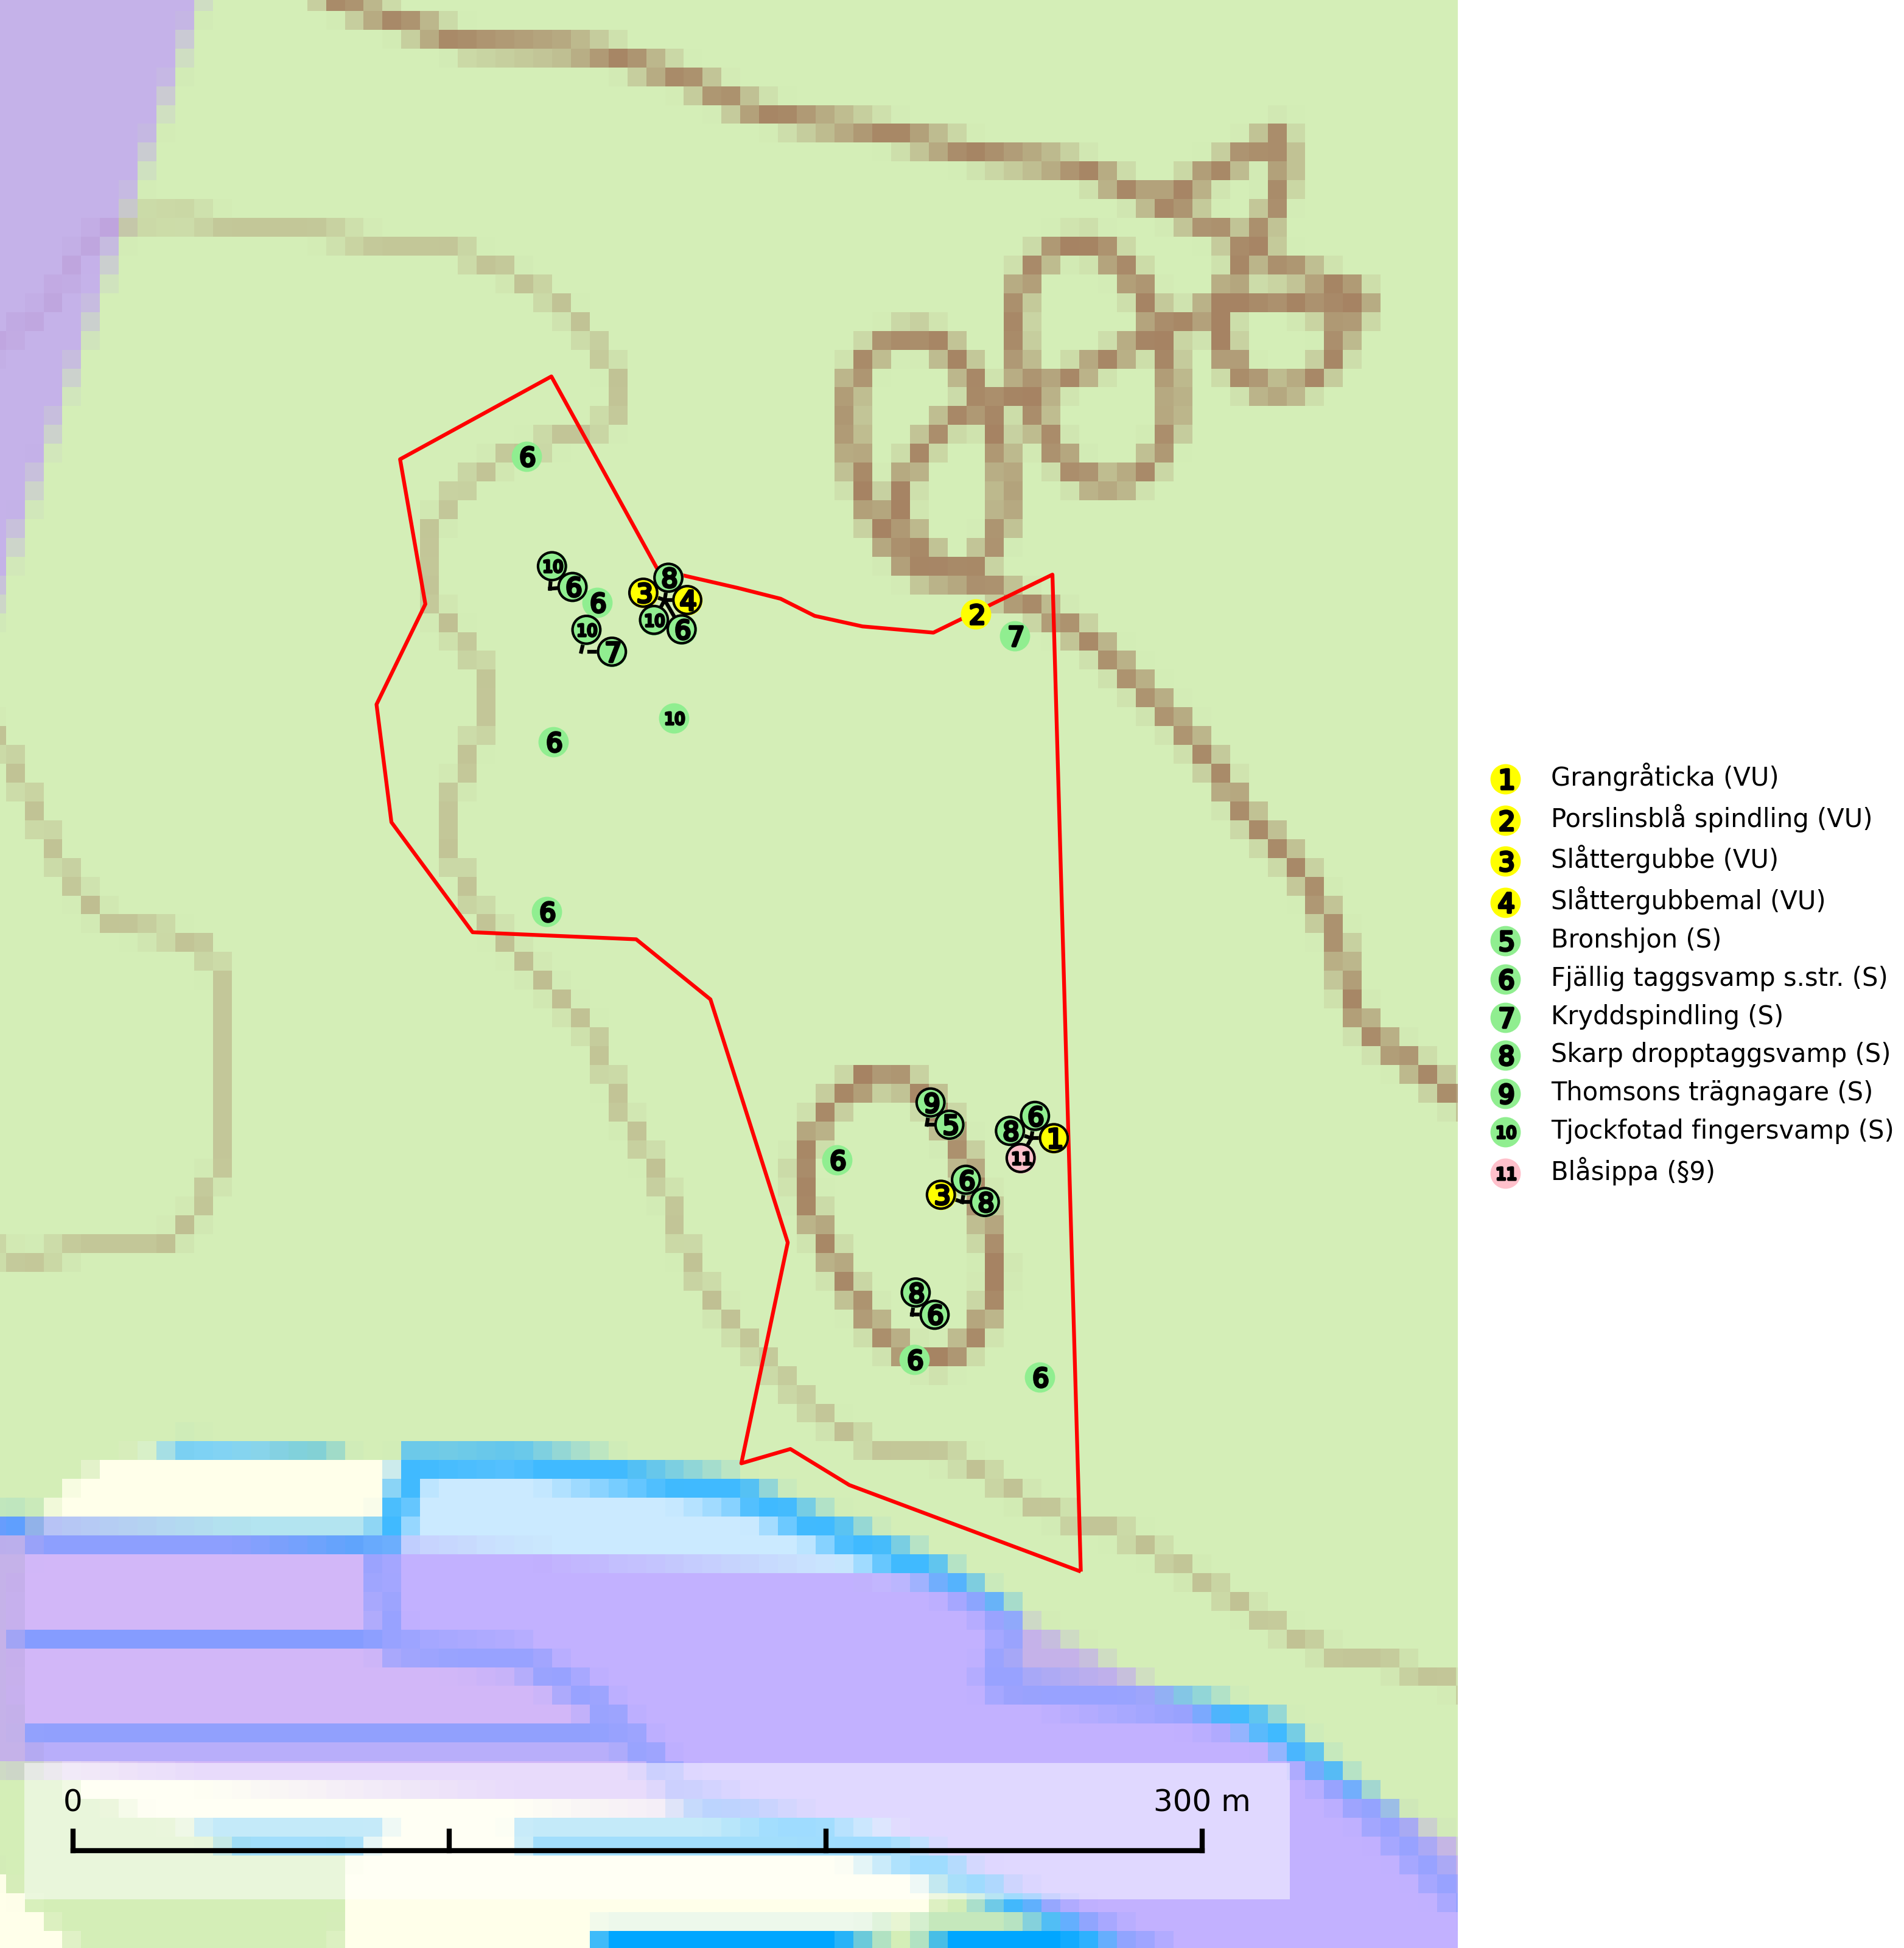 6
10
6
6
3
8
4
10
6
10
7
2
7
10
6
6
9
5
6
8
6
1
11
3
6
8
8
6
6
6
1 Grangråticka (VU)
2 Porslinsblå spindling (VU)
3 Slåttergubbe (VU)
4 Slåttergubbemal (VU)
5 Bronshjon (S)
6 Fjällig taggsvamp s.str. (S)
7 Kryddspindling (S)
8 Skarp dropptaggsvamp (S)
9 Thomsons trägnagare (S)
10 Tjockfotad fingersvamp (S)
11 Blåsippa (§9)
0 300 m